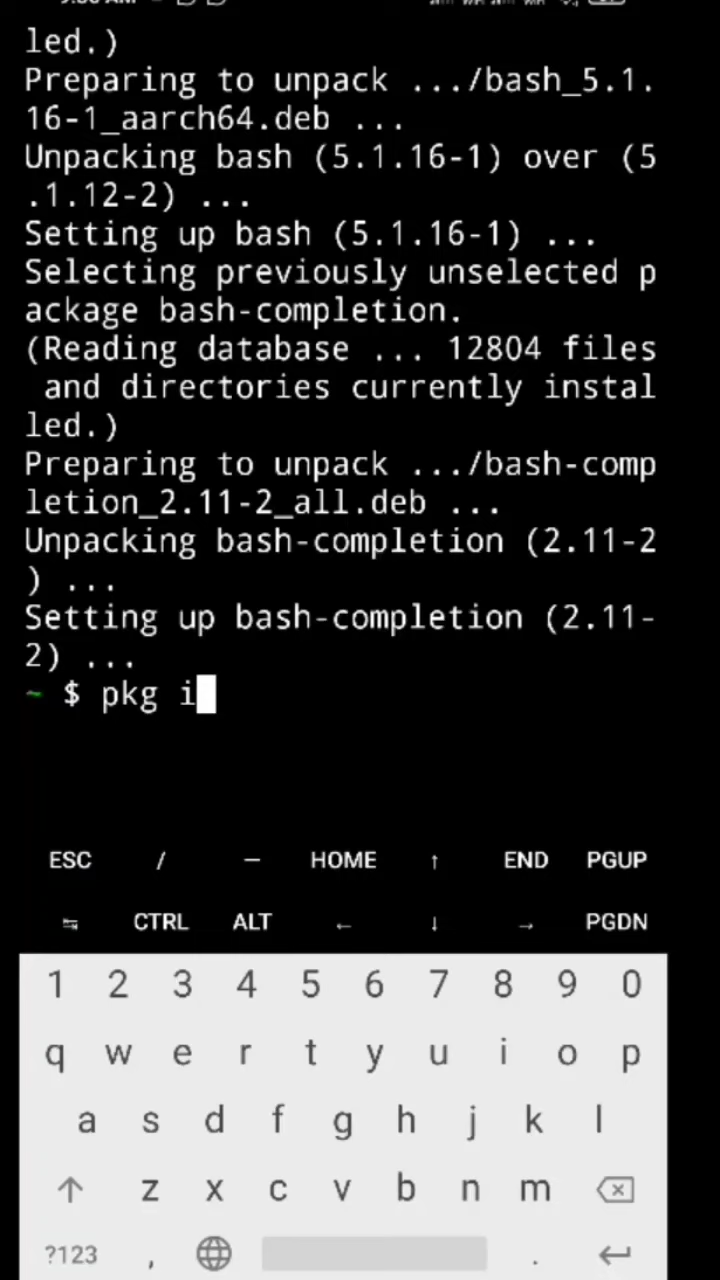 led.)
Preparing to unpack .../bash_5.1.
16-1_aarch64.deb ...
Unpacking bash (5.1.16-1) over (5
.1.12-2) ...
Setting up bash (5.1.16-1) ...
Selecting previously unselected p
ackage bash-completion.
(Reading database ... 12804 files
 and directories currently instal
led.)
Preparing to unpack .../bash-comp
letion_2.11-2_all.deb ...
Unpacking bash-completion (2.11-2
) ...
Setting up bash-completion (2.11-
2) ...
~ $ pkg i
ESC / — HOME ↑ END PGUP
↹ CTRL ALT ← ↓ → PGDN
1 2 3 4 5 6 7 8 9 0
q w e r t y u i o p
a s d f g h j k l
z x c v b n m
?123 , .